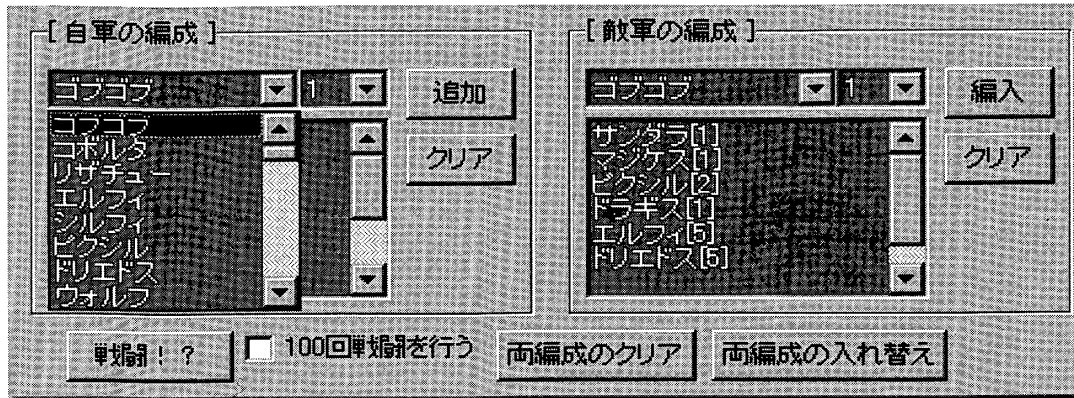 [ 自軍の編成 ]
ゴブゴブ 1 追加
クリア
ゴブゴブ
コボルタ
リザチュー
エルフィ
シルフィ
ピクシル
ドリエドス
ウォルフ
[ 敵軍の編成 ]
ゴブゴブ 1 編入
クリア
サンダラ[1]
マジケス[1]
ピクシル[2]
ドラギス[1]
エルフィ[5]
ドリエドス[5]
戦闘！？ 100回戦闘を行う 両編成のクリア 両編成の入れ替え